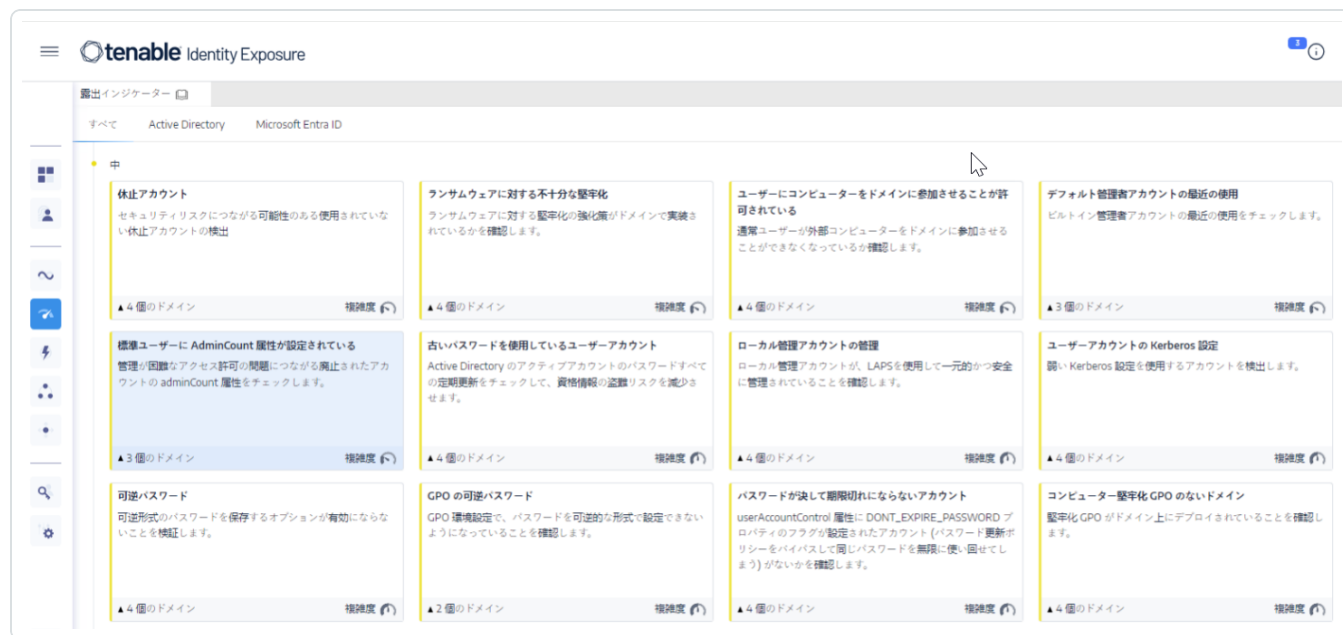 tenable Identity Exposure
3
露出インジケーター
すべて Active Directory Microsoft Entra ID
中
休止アカウント
セキュリティリスクにつながる可能性のある使用されていな
い休止アカウントの検出
▲4 個のドメイン 複雑度
ランサムウェアに対する不十分な堅牢化
ランサムウェアに対する堅牢化の強化策がドメインで実装さ
れているかを確認します。
▲4 個のドメイン 複雑度
ユーザーにコンピューターをドメインに参加させることが許
可されている
通常ユーザーが外部コンピューターをドメインに参加させる
ことができなくなっているか確認します。
▲4 個のドメイン 複雑度
デフォルト管理者アカウントの最近の使用
ビルトイン管理者アカウントの最近の使用をチェックします。
▲3 個のドメイン 複雑度
標準ユーザーに AdminCount 属性が設定されている
管理が困難なアクセス許可の問題につながる廃止されたアカ
ウントの adminCount 属性をチェックします。
▲3 個のドメイン 複雑度
古いパスワードを使用しているユーザーアカウント
Active Directory のアクティブアカウントのパスワードすべて
の定期更新をチェックして、資格情報の盗難リスクを減少さ
せます。
▲4 個のドメイン 複雑度
ローカル管理アカウントの管理
ローカル管理アカウントが、LAPSを使用して一元的かつ安全
に管理されていることを確認します。
▲4 個のドメイン 複雑度
ユーザーアカウントの Kerberos 設定
弱い Kerberos 設定を使用するアカウントを検出します。
▲4 個のドメイン 複雑度
可逆パスワード
可逆形式のパスワードを保存するオプションが有効にならな
いことを検証します。
▲4 個のドメイン 複雑度
GPO の可逆パスワード
GPO 環境設定で、パスワードを可逆的な形式で設定できない
ようになっていることを確認します。
▲2 個のドメイン 複雑度
パスワードが決して期限切れにならないアカウント
userAccountControl 属性に DONT_EXPIRE_PASSWORD プ
ロパティのフラグが設定されたアカウント (パスワード更新ポ
リシーをバイパスして同じパスワードを無限に使い回せてし
まう) がないかを確認します。
▲4 個のドメイン 複雑度
コンピューター堅牢化 GPO のないドメイン
堅牢化 GPO がドメイン上にデプロイされていることを確認し
ます。
▲4 個のドメイン 複雑度